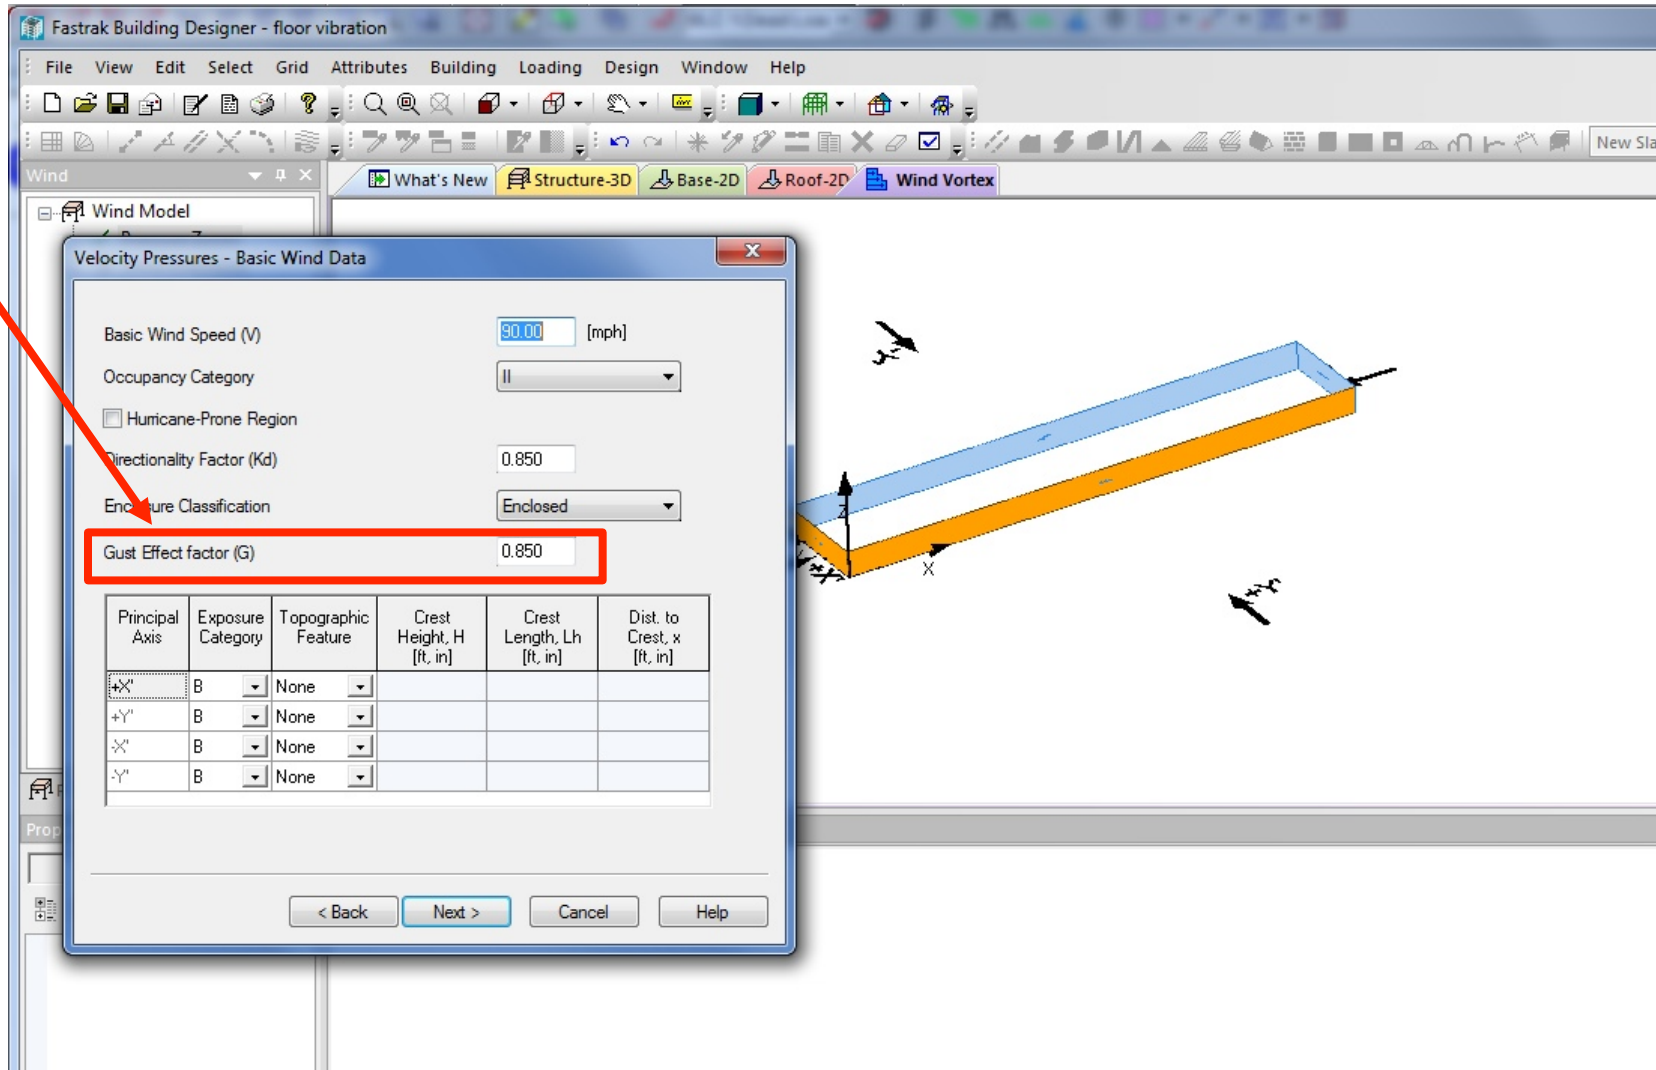 Fastrak Building Designer - floor vibration
File View Edit Select Grid Attributes Building Loading Design Window Help
New Sla
Wind
What's New Structure-3D Base-2D Roof-2D Wind Vortex
Wind Model
Velocity Pressures - Basic Wind Data
Basic Wind Speed (V) 90.00 [mph]
Occupancy Category II
Hurricane-Prone Region
Directionality Factor (Kd) 0.850
Enclosure Classification Enclosed
Gust Effect factor (G) 0.850
Principal Axis Exposure Category Topographic Feature Crest Height, H [ft, in] Crest Length, Lh [ft, in] Dist. to Crest, x [ft, in]
+X' B None
+Y' B None
-X' B None
-Y' B None
Prop
< Back Next > Cancel Help
-Y'
Z
X
+X'
+Y'